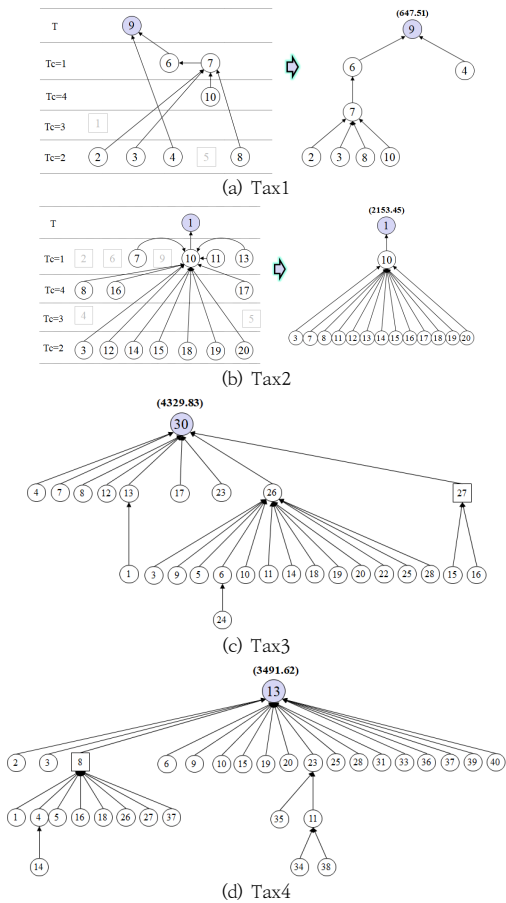 (647.51)
T 9 9
Tc=1 6 7 6 4
Tc=4 10
Tc=3 1 7
Tc=2 2 3 4 5 8 2 3 8 10
(a) Tax1
(2153.45)
T 1 1
Tc=1 2 6 7 9 10 11 13 10
Tc=4 8 16 17
Tc=3 4 5
Tc=2 3 12 14 15 18 19 20 3 7 8 11 12 13 14 15 16 17 18 19 20
(b) Tax2
(4329.83)
30
4 7 8 12 13 17 23 26 27
1 3 9 5 6 10 11 14 18 19 20 22 25 28 15 16
24
(c) Tax3
(3491.62)
13
2 3 8 6 9 10 15 19 20 23 25 28 31 33 36 37 39 40
1 4 5 16 18 26 27 37 35 11
14 34 38
(d) Tax4